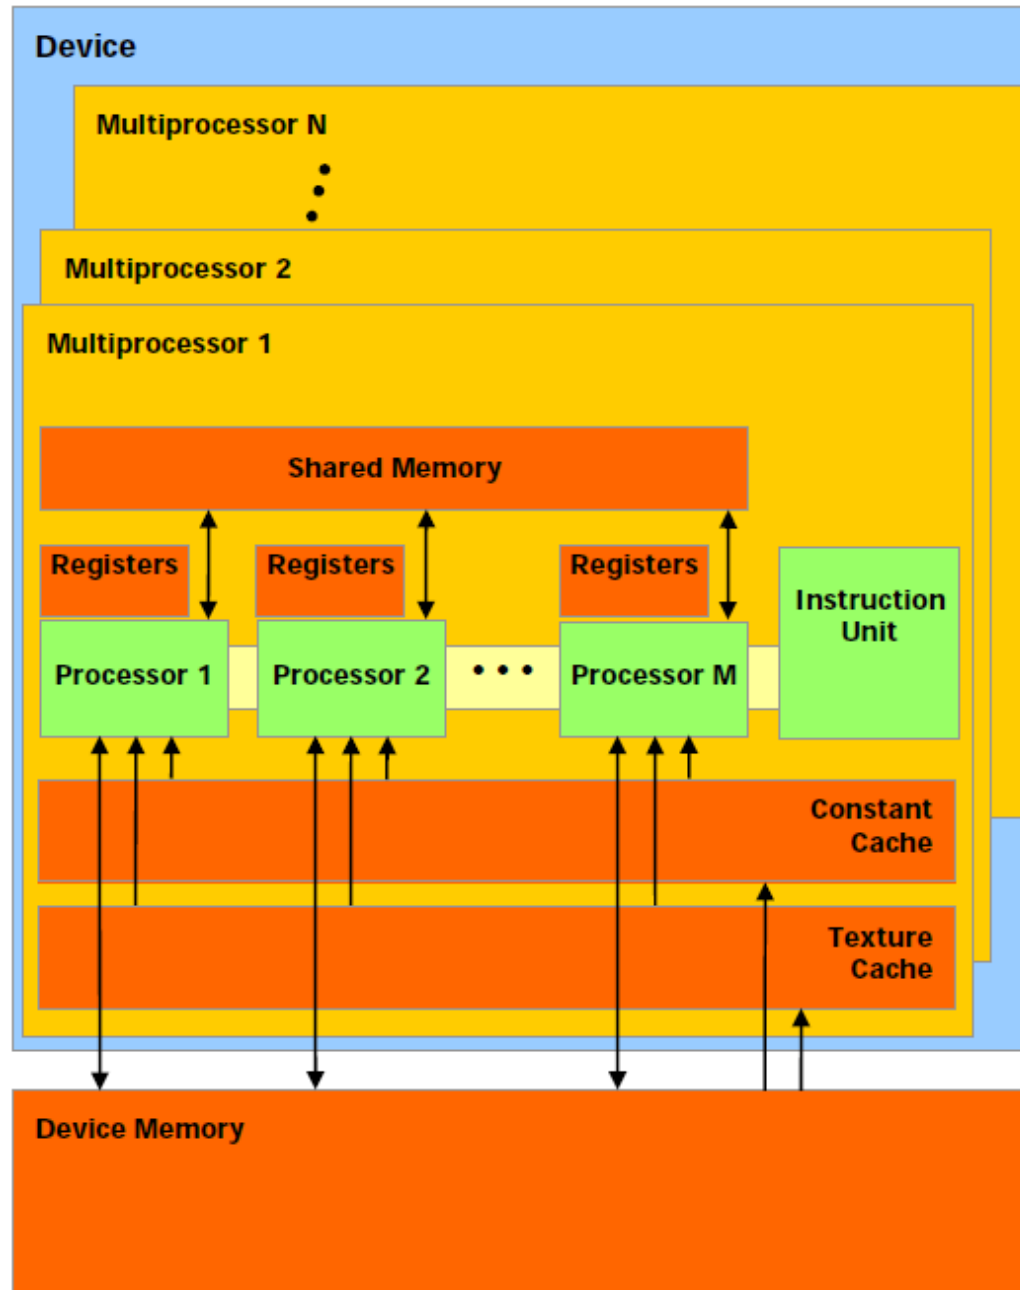 Device
Multiprocessor N
Multiprocessor 2
Multiprocessor 1
Shared Memory
Registers
Registers
Registers
Instruction
Unit
Processor 1
Processor 2
• • •
Processor M
Constant
Cache
Texture
Cache
Device Memory